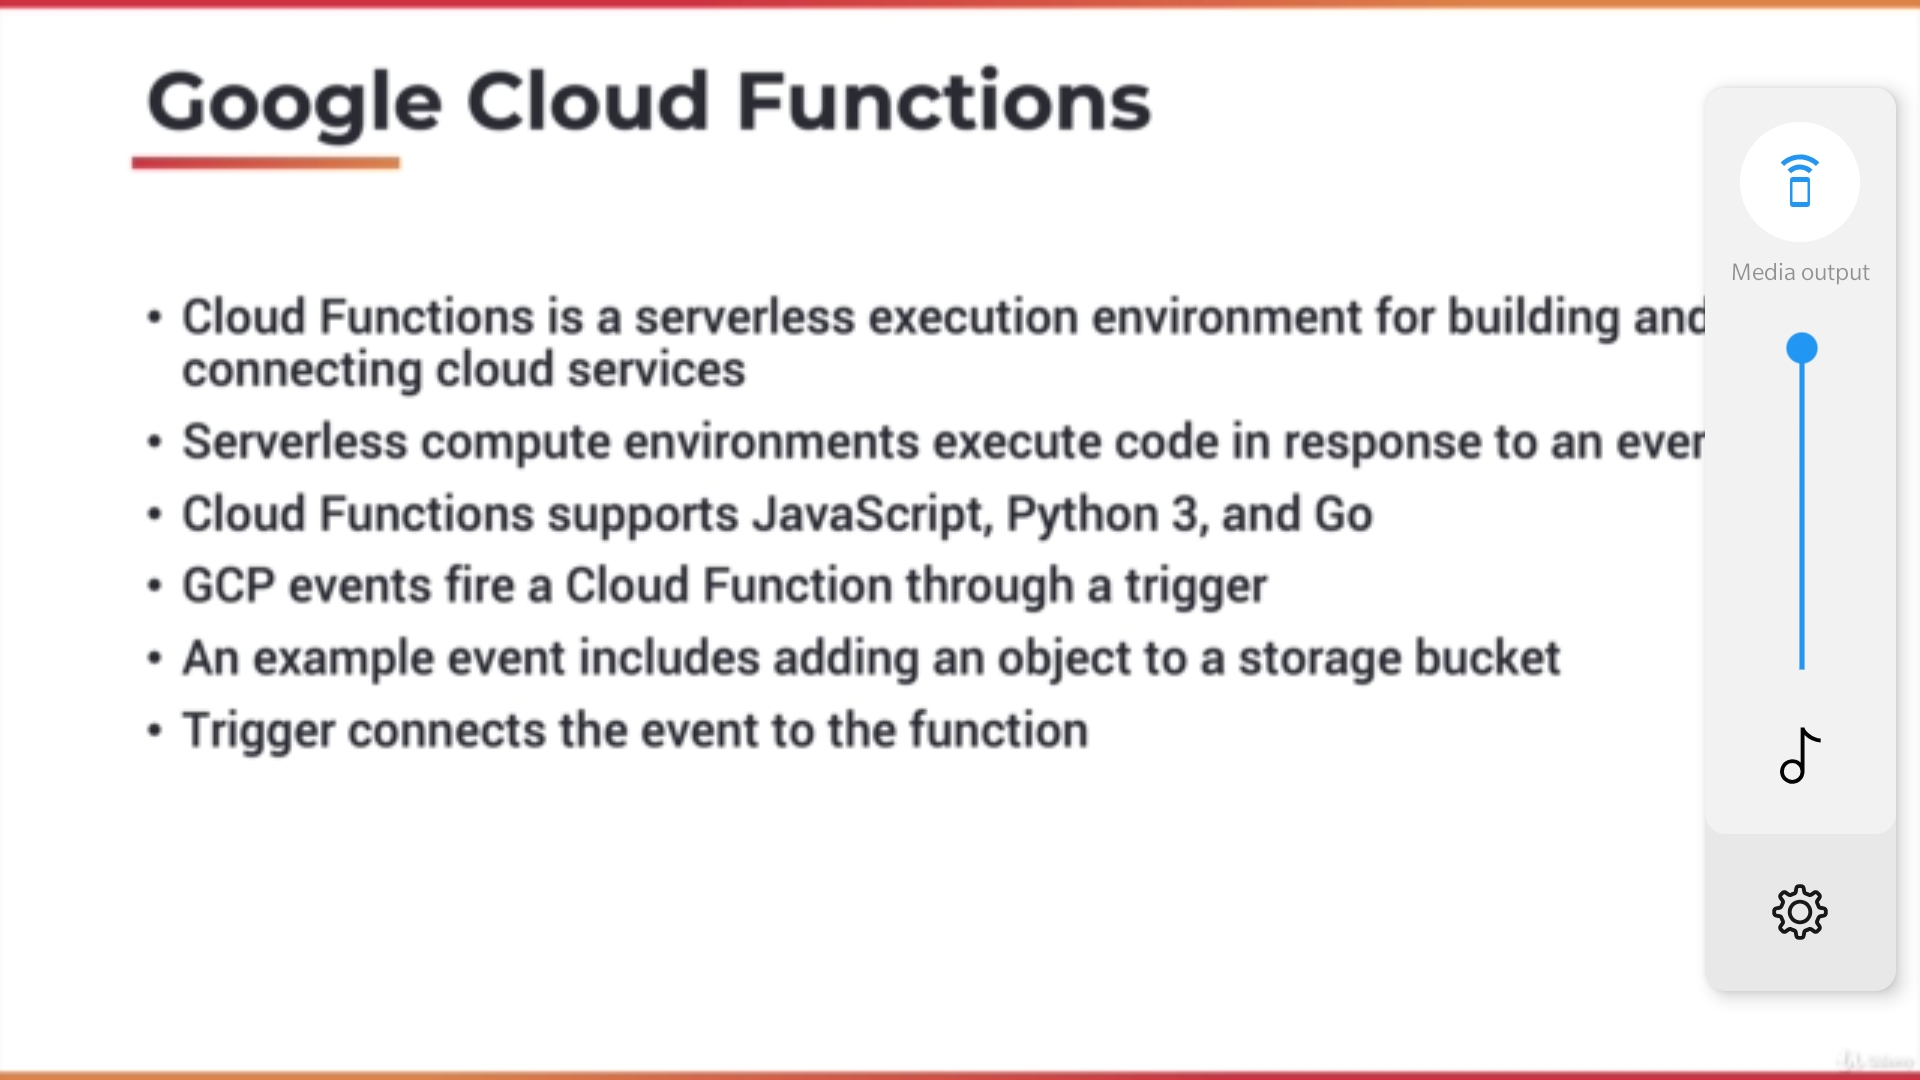 Google Cloud Functions
• Cloud Functions is a serverless execution environment for building and
connecting cloud services
• Serverless compute environments execute code in response to an
• Cloud Functions supports JavaScript, Python 3, and Go
• GCP events fire a Cloud Function through a trigger
• An example event includes adding an object to a storage bucket
• Trigger connects the event to the function
Media output